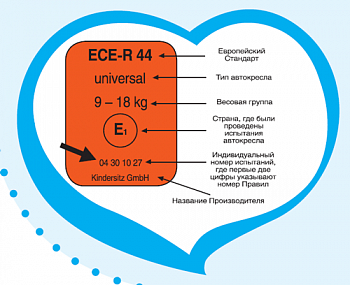 ECE-R 44
Европейский
Стандарт
universal
Тип автокресла
9 – 18 kg
Весовая группа
E1
Страна, где были
проведены
испытания
автокресла
04 30 10 27
Индивидуальный
номер испытаний,
где первые две
цифры указывают
номер Правил
Kindersitz GmbH
Название Производителя